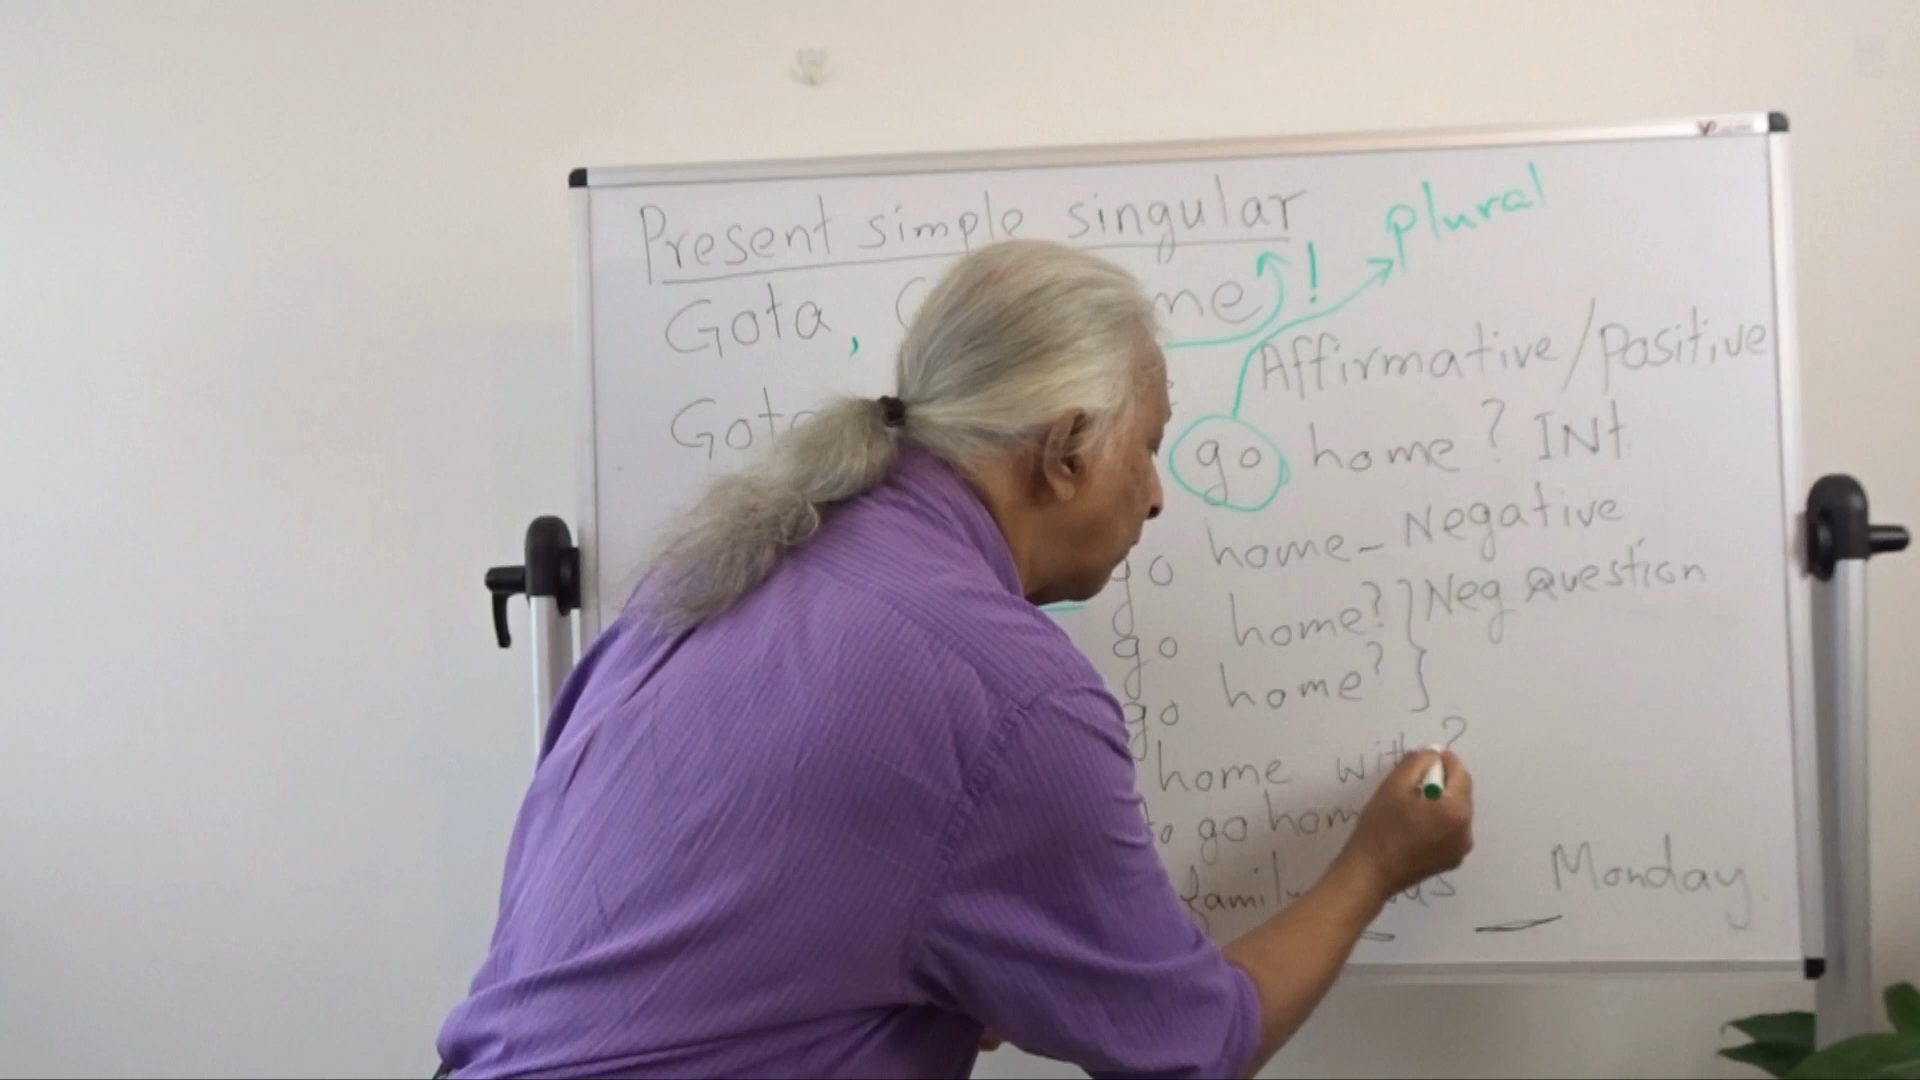 Present simple singular
plural
Gota, me !
Affirmative/Positive
go home? INt
go home - Negative
go home? } Neg Question
go home? }
home with ?
to go hom
family Monday.